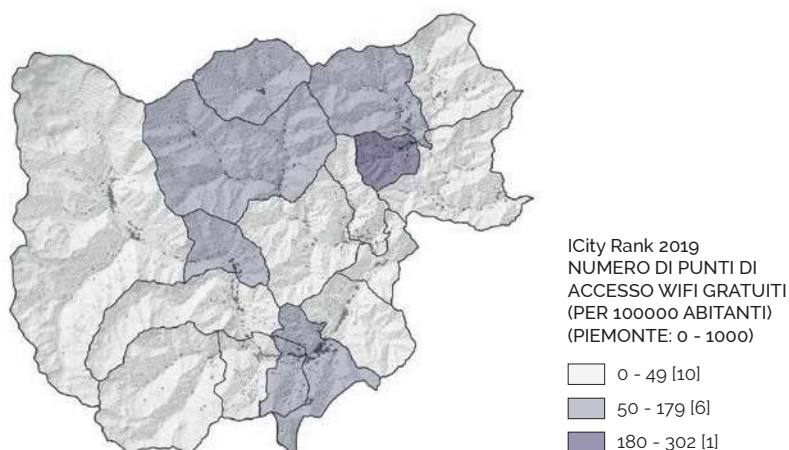 ICity Rank 2019
NUMERO DI PUNTI DI
ACCESSO WIFI GRATUITI
(PER 100000 ABITANTI)
(PIEMONTE: 0 - 1000)
0 - 49 [10]
50 - 179 [6]
180 - 302 [1]